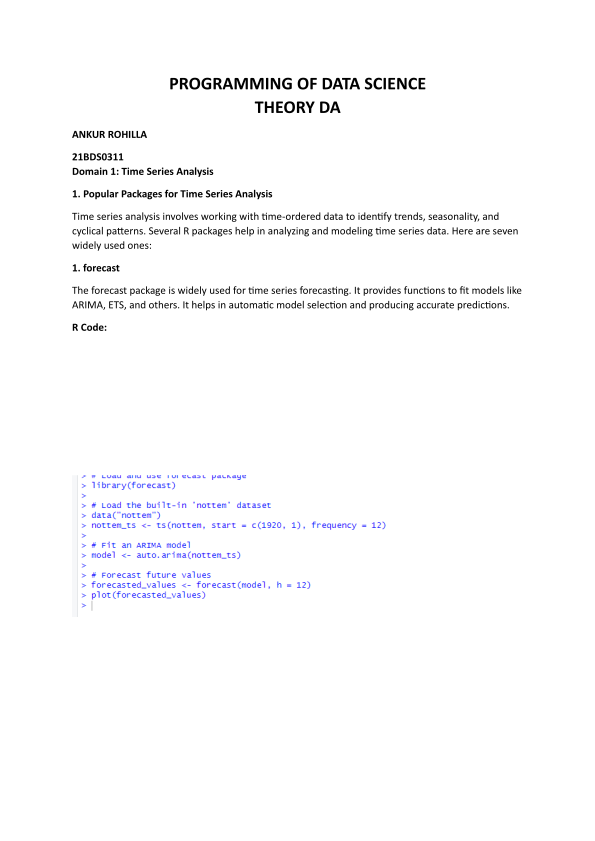 PROGRAMMING OF DATA SCIENCE
THEORY DA
ANKUR ROHILLA
21BDS0311
Domain 1: Time Series Analysis
1. Popular Packages for Time Series Analysis
Time series analysis involves working with time-ordered data to identify trends, seasonality, and
cyclical patterns. Several R packages help in analyzing and modeling time series data. Here are seven
widely used ones:
1. forecast
The forecast package is widely used for time series forecasting. It provides functions to fit models like
ARIMA, ETS, and others. It helps in automatic model selection and producing accurate predictions.
R Code:
> # Load and use forecast package
> library(forecast)
>
> # Load the built-in 'nottem' dataset
> data("nottem")
> nottem_ts <- ts(nottem, start = c(1920, 1), frequency = 12)
>
> # Fit an ARIMA model
> model <- auto.arima(nottem_ts)
>
> # Forecast future values
> forecasted_values <- forecast(model, h = 12)
> plot(forecasted_values)
>